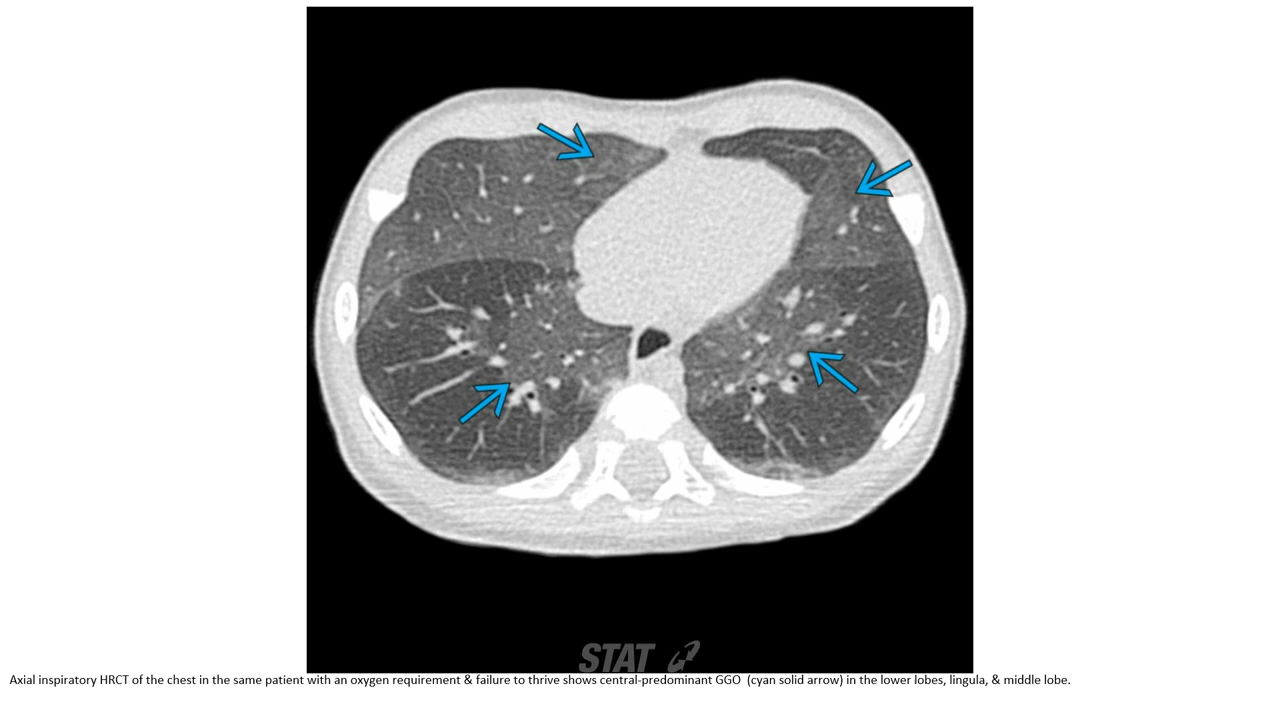 STAT
Axial inspiratory HRCT of the chest in the same patient with an oxygen requirement & failure to thrive shows central-predominant GGO (cyan solid arrow) in the lower lobes, lingula, & middle lobe.